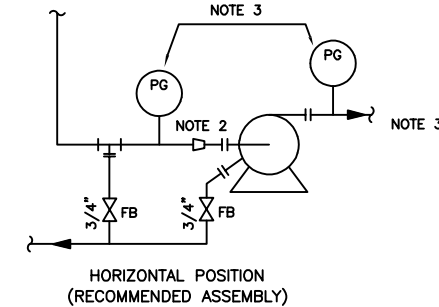 NOTE 3
PG
PG
NOTE 2
NOTE 3
3/4"
FB
3/4"
FB
HORIZONTAL POSITION
(RECOMMENDED ASSEMBLY)